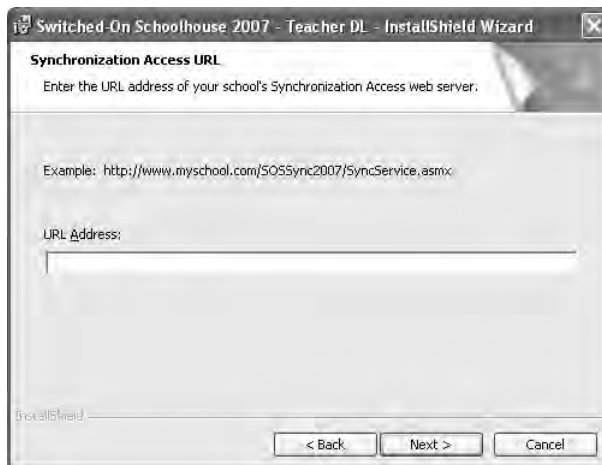 Switched-On Schoolhouse 2007 - Teacher DL - InstallShield Wizard
Synchronization Access URL
Enter the URL address of your school's Synchronization Access web server.
Example: http://www.myschool.com/SOSSync2007/SyncService.asmx
URL Address:
InstallShield
< Back
Next >
Cancel